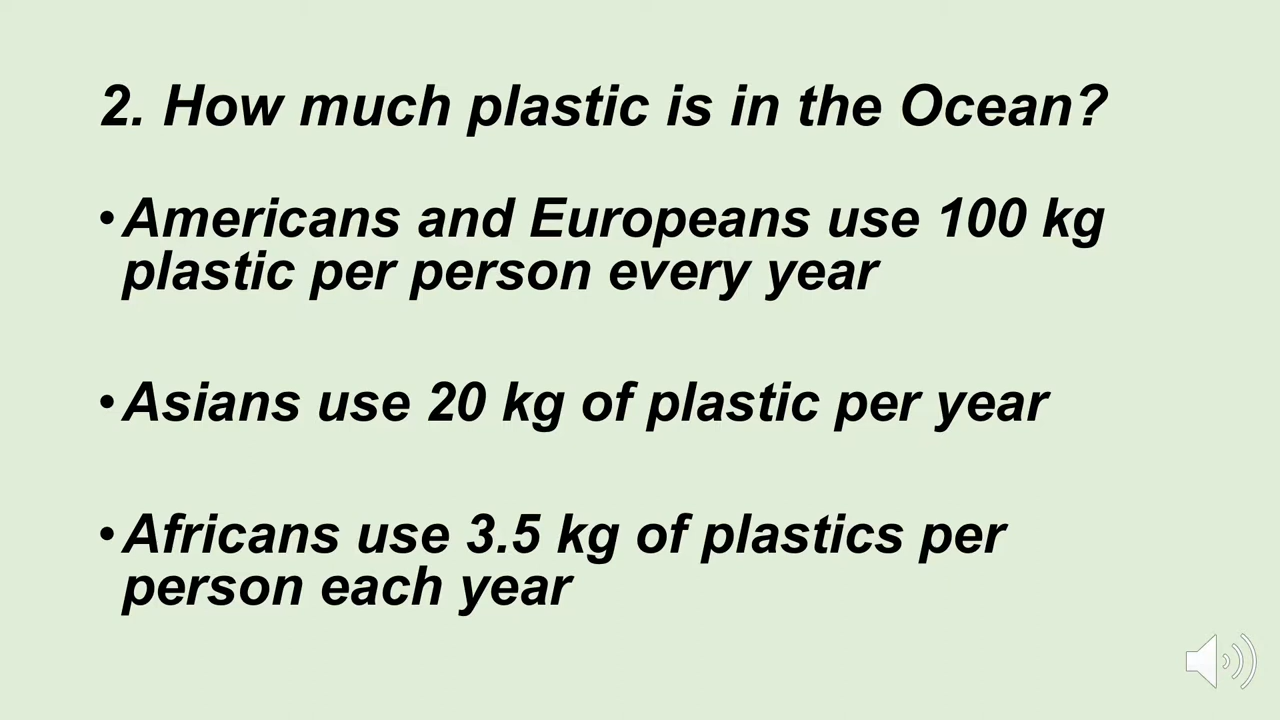 2. How much plastic is in the Ocean?
•Americans and Europeans use 100 kg
plastic per person every year
•Asians use 20 kg of plastic per year
•Africans use 3.5 kg of plastics per
person each year